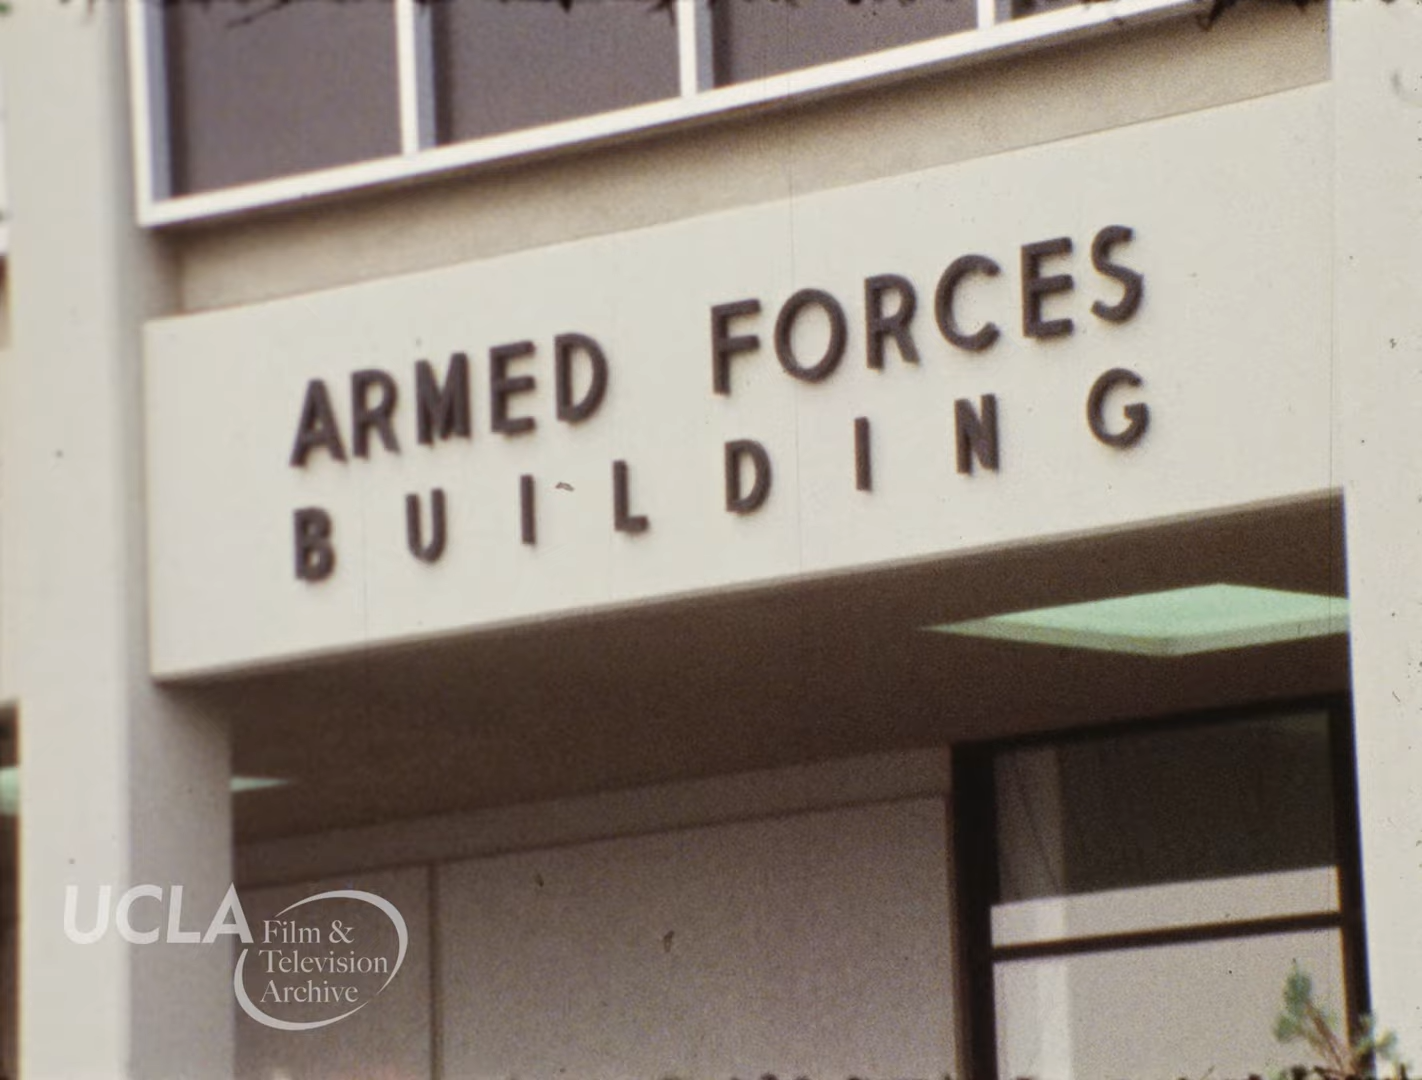 ARMED FORCES
BUILDING
UCLA Film &
Television
Archive